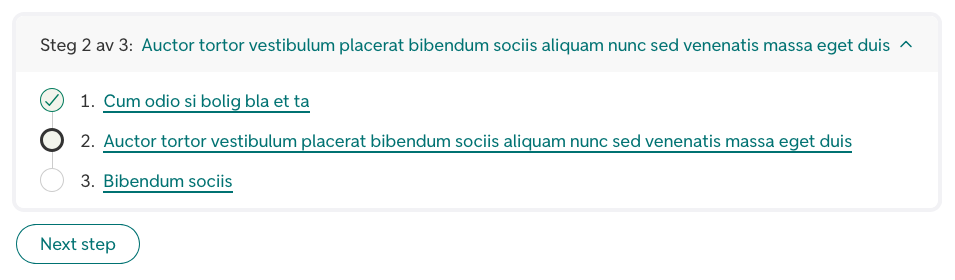 Steg 2 av 3: Auctor tortor vestibulum placerat bibendum sociis aliquam nunc sed venenatis massa eget duis
1. Cum odio si bolig bla et ta
2. Auctor tortor vestibulum placerat bibendum sociis aliquam nunc sed venenatis massa eget duis
3. Bibendum sociis
Next step